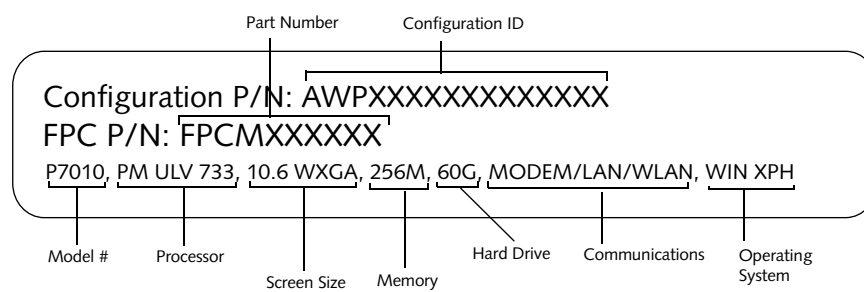 Part Number Configuration ID
Configuration P/N: AWPXXXXXXXXXXXXX
FPC P/N: FPCMXXXXXX
P7010, PM ULV 733, 10.6 WXGA, 256M, 60G, MODEM/LAN/WLAN, WIN XPH
Model # Processor Hard Drive Communications Operating
System
Screen Size Memory